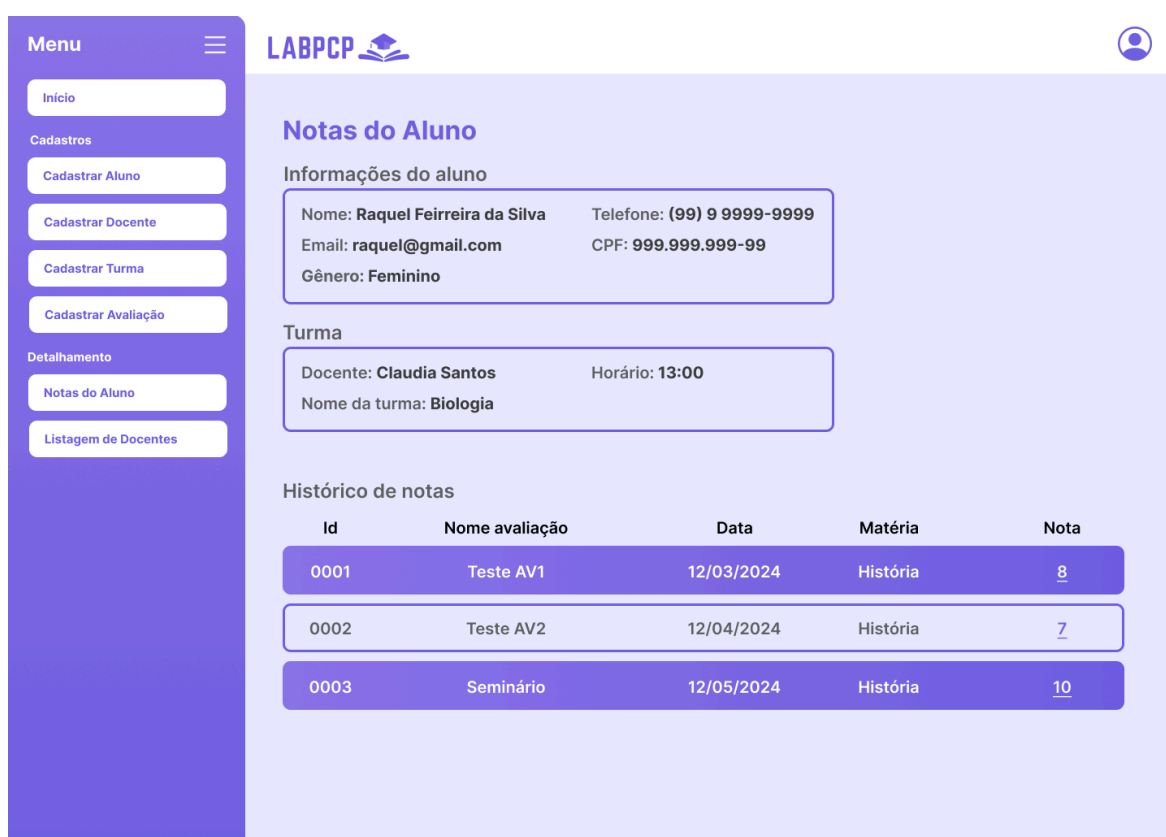 Menu
LABPCP
Início
Cadastros
Cadastrar Aluno
Cadastrar Docente
Cadastrar Turma
Cadastrar Avaliação
Detalhamento
Notas do Aluno
Listagem de Docentes
Notas do Aluno
Informações do aluno
Nome: Raquel Feirreira da Silva Telefone: (99) 9 9999-9999
Email: raquel@gmail.com CPF: 999.999.999-99
Gênero: Feminino
Turma
Docente: Claudia Santos Horário: 13:00
Nome da turma: Biologia
Histórico de notas
Id Nome avaliação Data Matéria Nota
0001 Teste AV1 12/03/2024 História 8
0002 Teste AV2 12/04/2024 História 7
0003 Seminário 12/05/2024 História 10